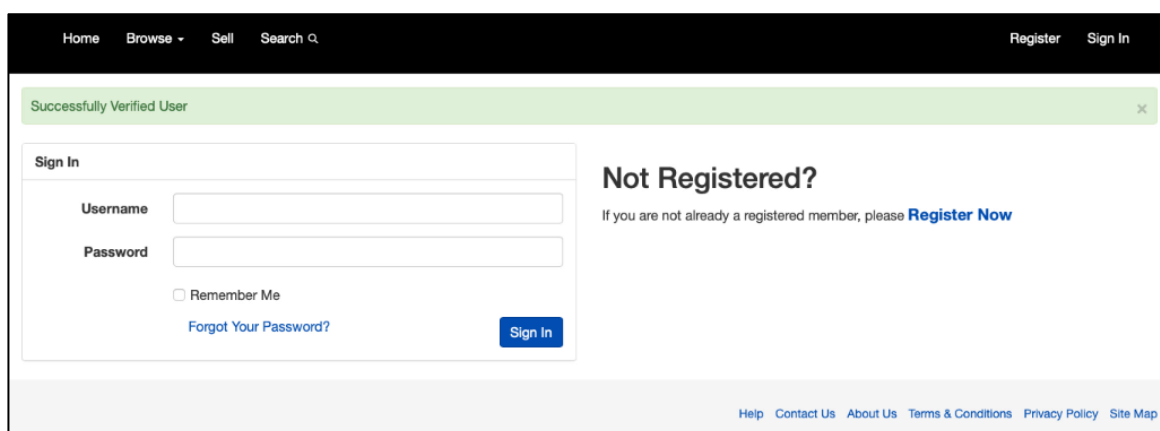 Home Browse Sell Search Register Sign In
Successfully Verified User ×
Sign In
Username
Password
Remember Me
Forgot Your Password?
Sign In
Not Registered?
If you are not already a registered member, please Register Now
Help Contact Us About Us Terms & Conditions Privacy Policy Site Map